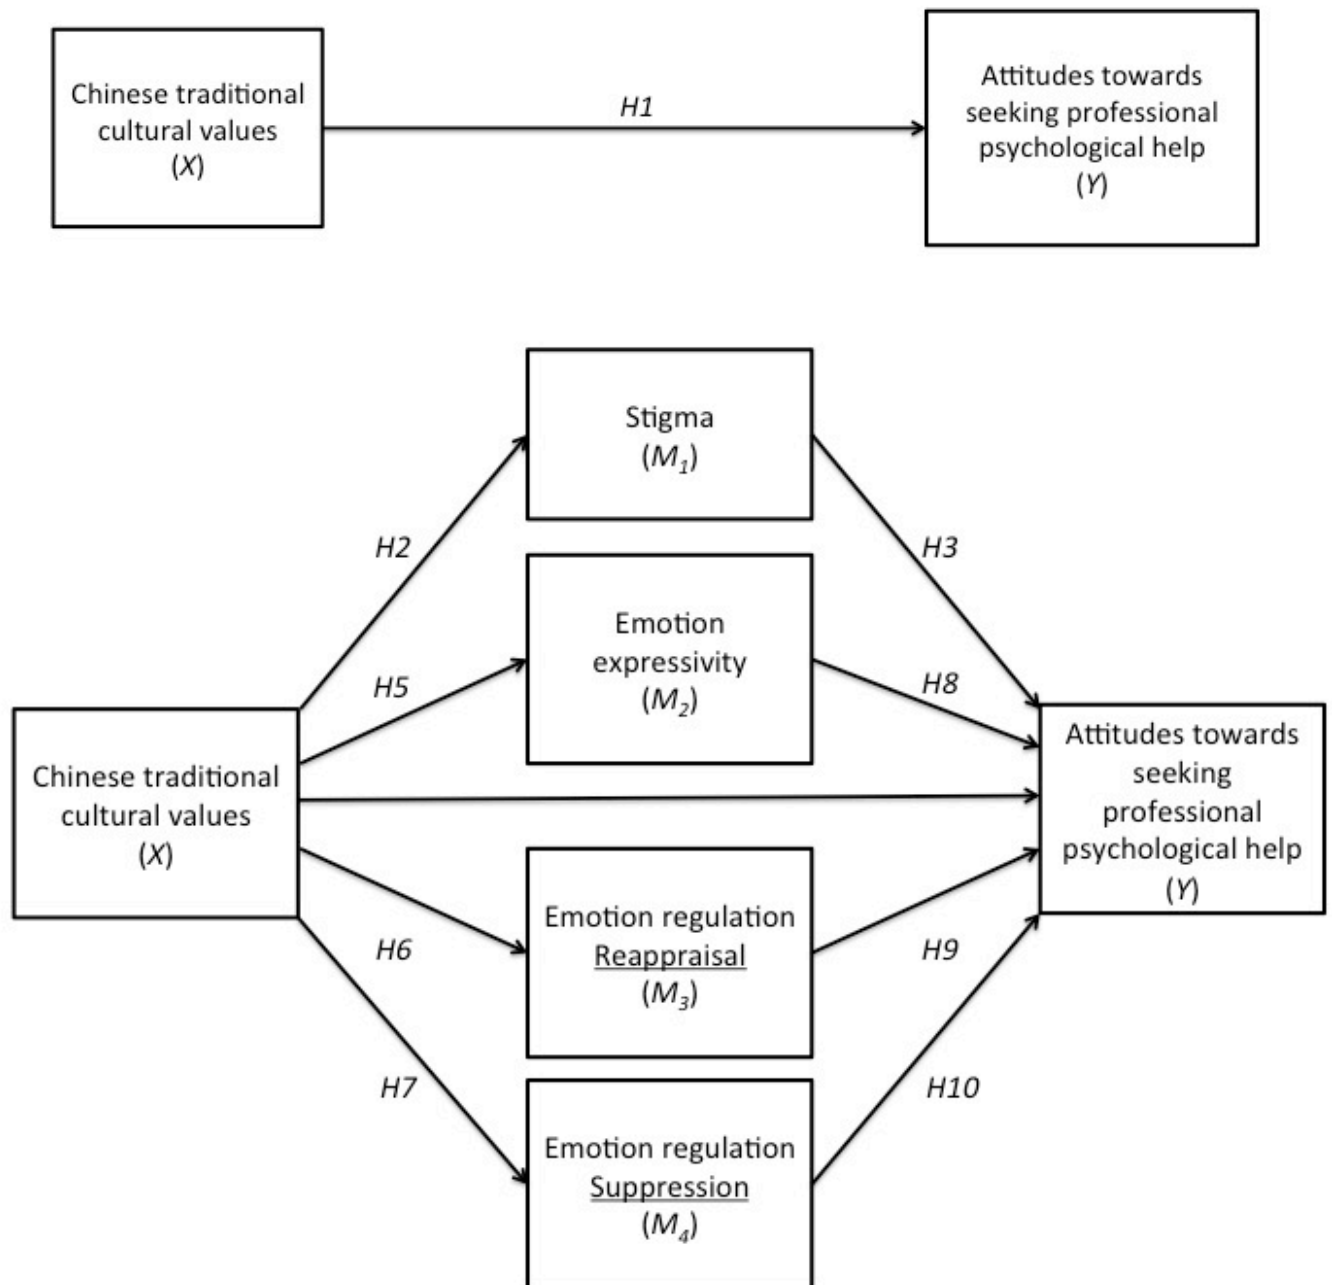 Chinese traditional
cultural values
(X)
H1
Attitudes towards
seeking professional
psychological help
(Y)
Stigma
(M1)
H2
H3
Emotion
expressivity
(M2)
H5
H8
Chinese traditional
cultural values
(X)
Attitudes towards
seeking
professional
psychological help
(Y)
Emotion regulation
Reappraisal
(M3)
H6
H9
H7
H10
Emotion regulation
Suppression
(M4)